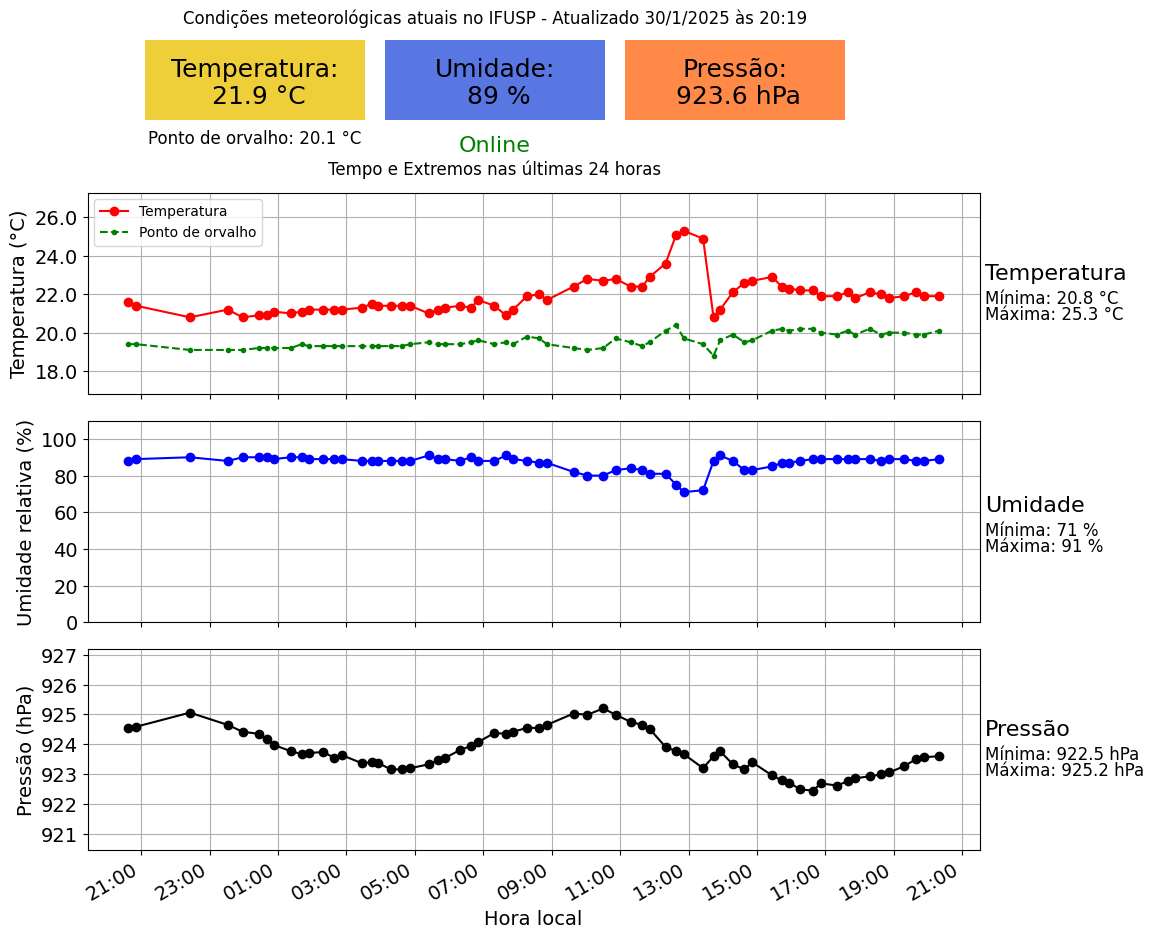 Condições meteorológicas atuais no IFUSP - Atualizado 30/1/2025 às 20:19
Temperatura:
21.9 °C
Umidade:
89 %
Pressão:
923.6 hPa
Ponto de orvalho: 20.1 °C
Online
Tempo e Extremos nas últimas 24 horas
Temperatura (°C)
26.0
24.0
22.0
20.0
18.0
Temperatura
Ponto de orvalho
Temperatura
Mínima: 20.8 °C
Máxima: 25.3 °C
Umidade relativa (%)
100
80
60
40
20
0
Umidade
Mínima: 71 %
Máxima: 91 %
Pressão (hPa)
927
926
925
924
923
922
921
Pressão
Mínima: 922.5 hPa
Máxima: 925.2 hPa
21:00
23:00
01:00
03:00
05:00
07:00
09:00
11:00
13:00
15:00
17:00
19:00
21:00
Hora local